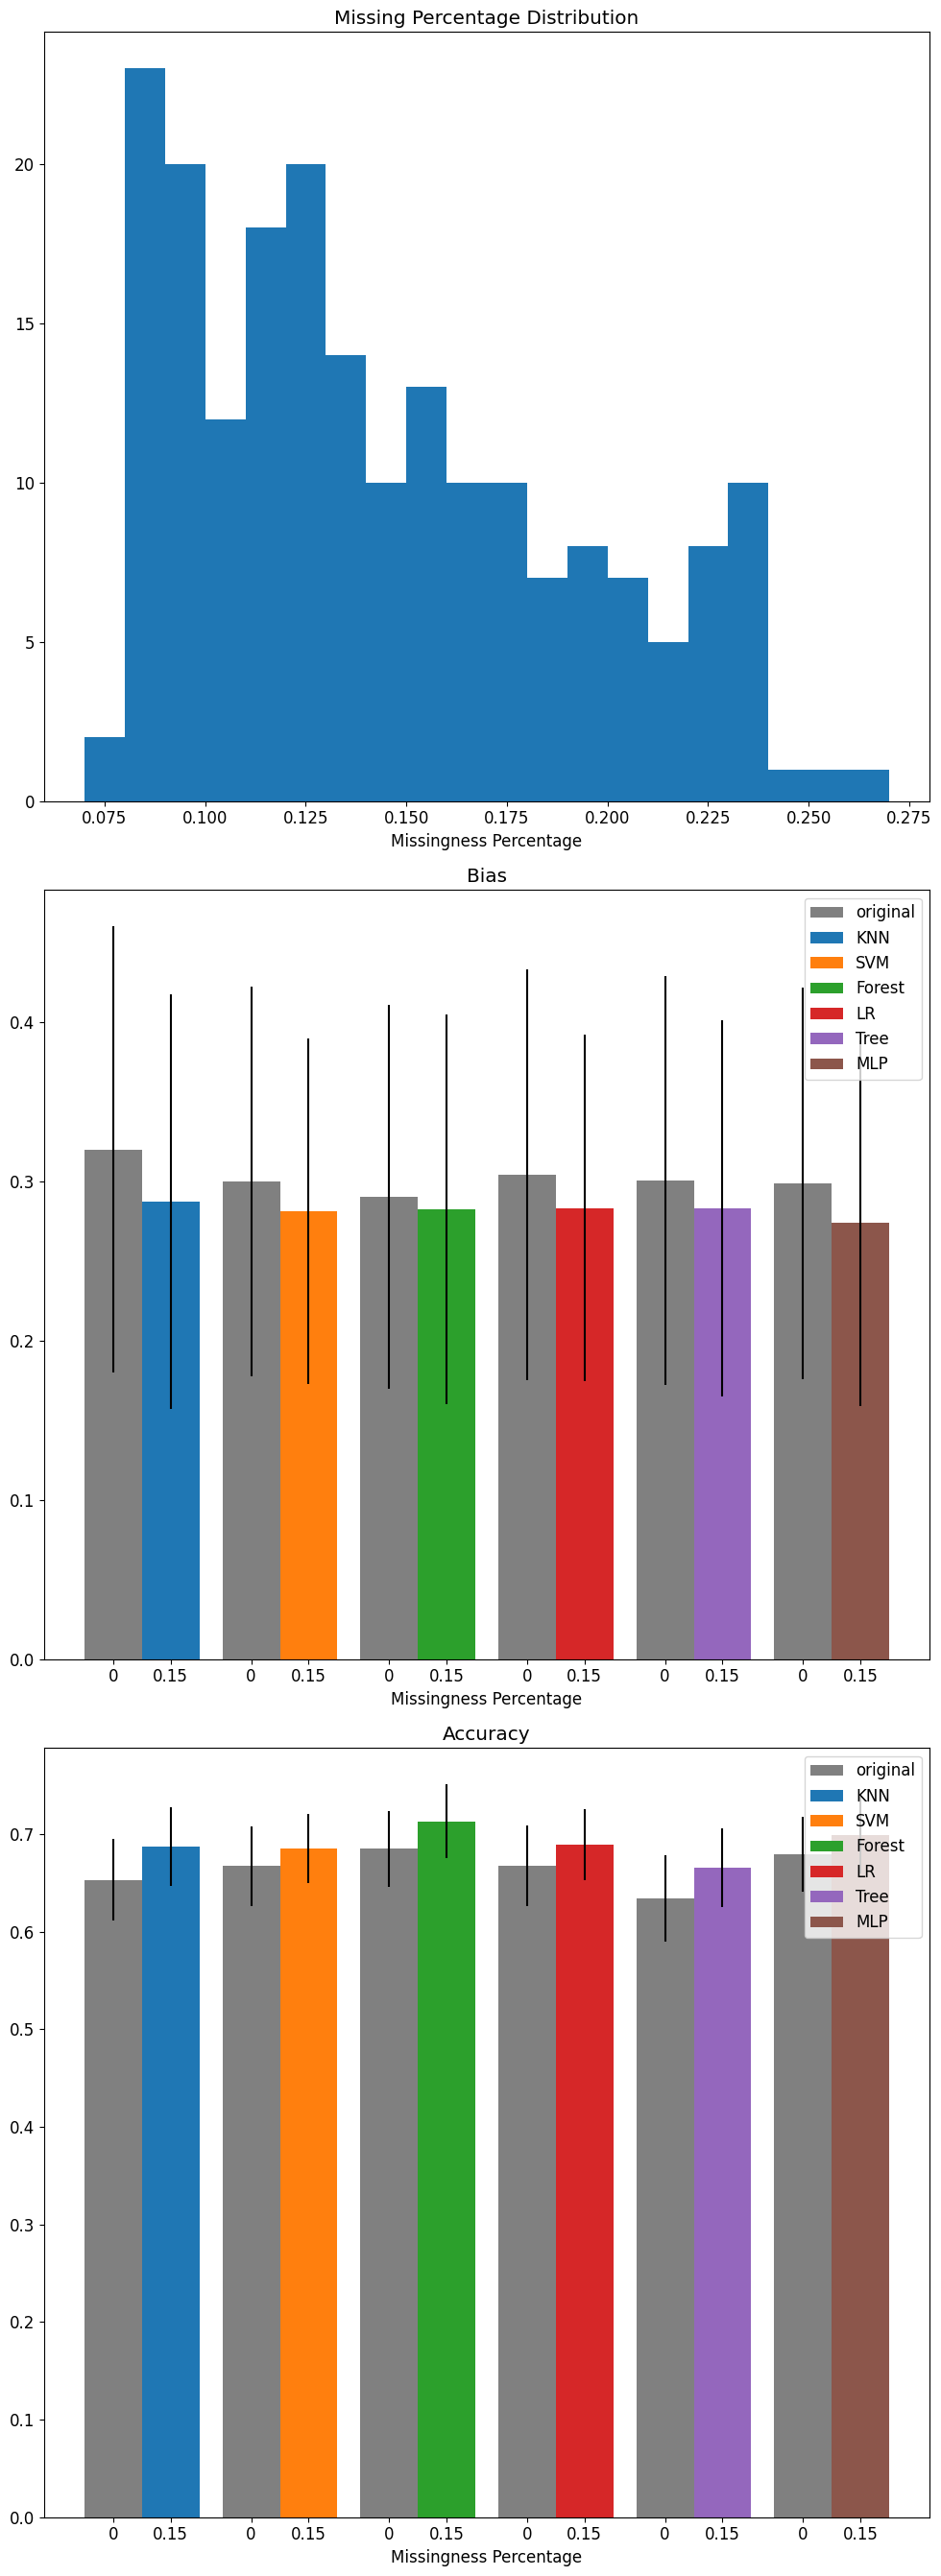 Missing Percentage Distribution
20
15
10
5
0
0.075 0.100 0.125 0.150 0.175 0.200 0.225 0.250 0.275
Missingness Percentage
Bias
original
KNN
SVM
Forest
LR
Tree
MLP
0.4
0.3
0.2
0.1
0.0
0 0.15 0 0.15 0 0.15 0 0.15 0 0.15 0 0.15
Missingness Percentage
Accuracy
original
KNN
SVM
Forest
LR
Tree
MLP
0.7
0.6
0.5
0.4
0.3
0.2
0.1
0.0
0 0.15 0 0.15 0 0.15 0 0.15 0 0.15 0 0.15
Missingness Percentage